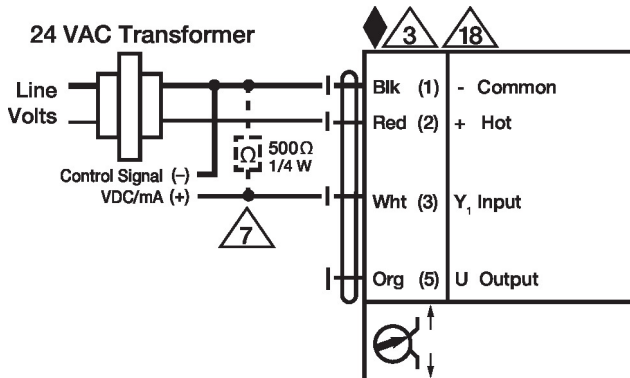 24 VAC Transformer
3 18
Line
Volts
Blk (1) - Common
Red (2) + Hot
Ω 500Ω
1/4 W
Control Signal (–)
VDC/mA (+)
Wht (3) Y1 Input
7
Org (5) U Output